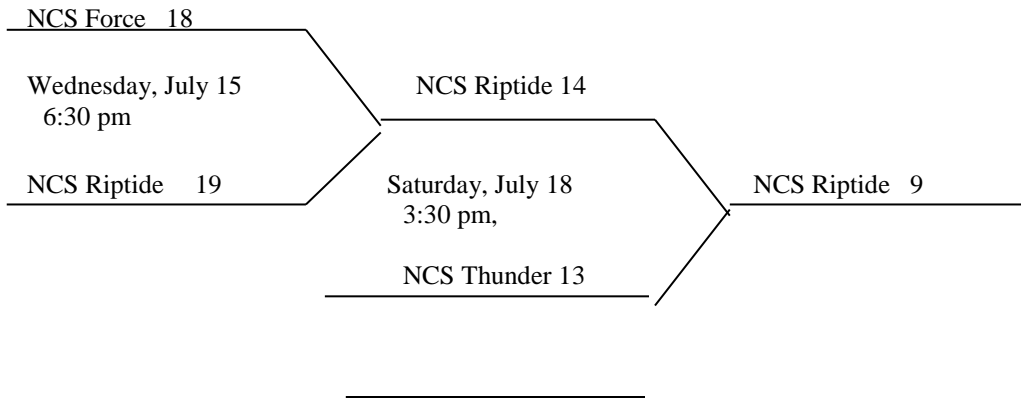 NCS Force 18
Wednesday, July 15
6:30 pm
NCS Riptide 19
NCS Riptide 14
Saturday, July 18
3:30 pm,
NCS Thunder 13
NCS Riptide 9